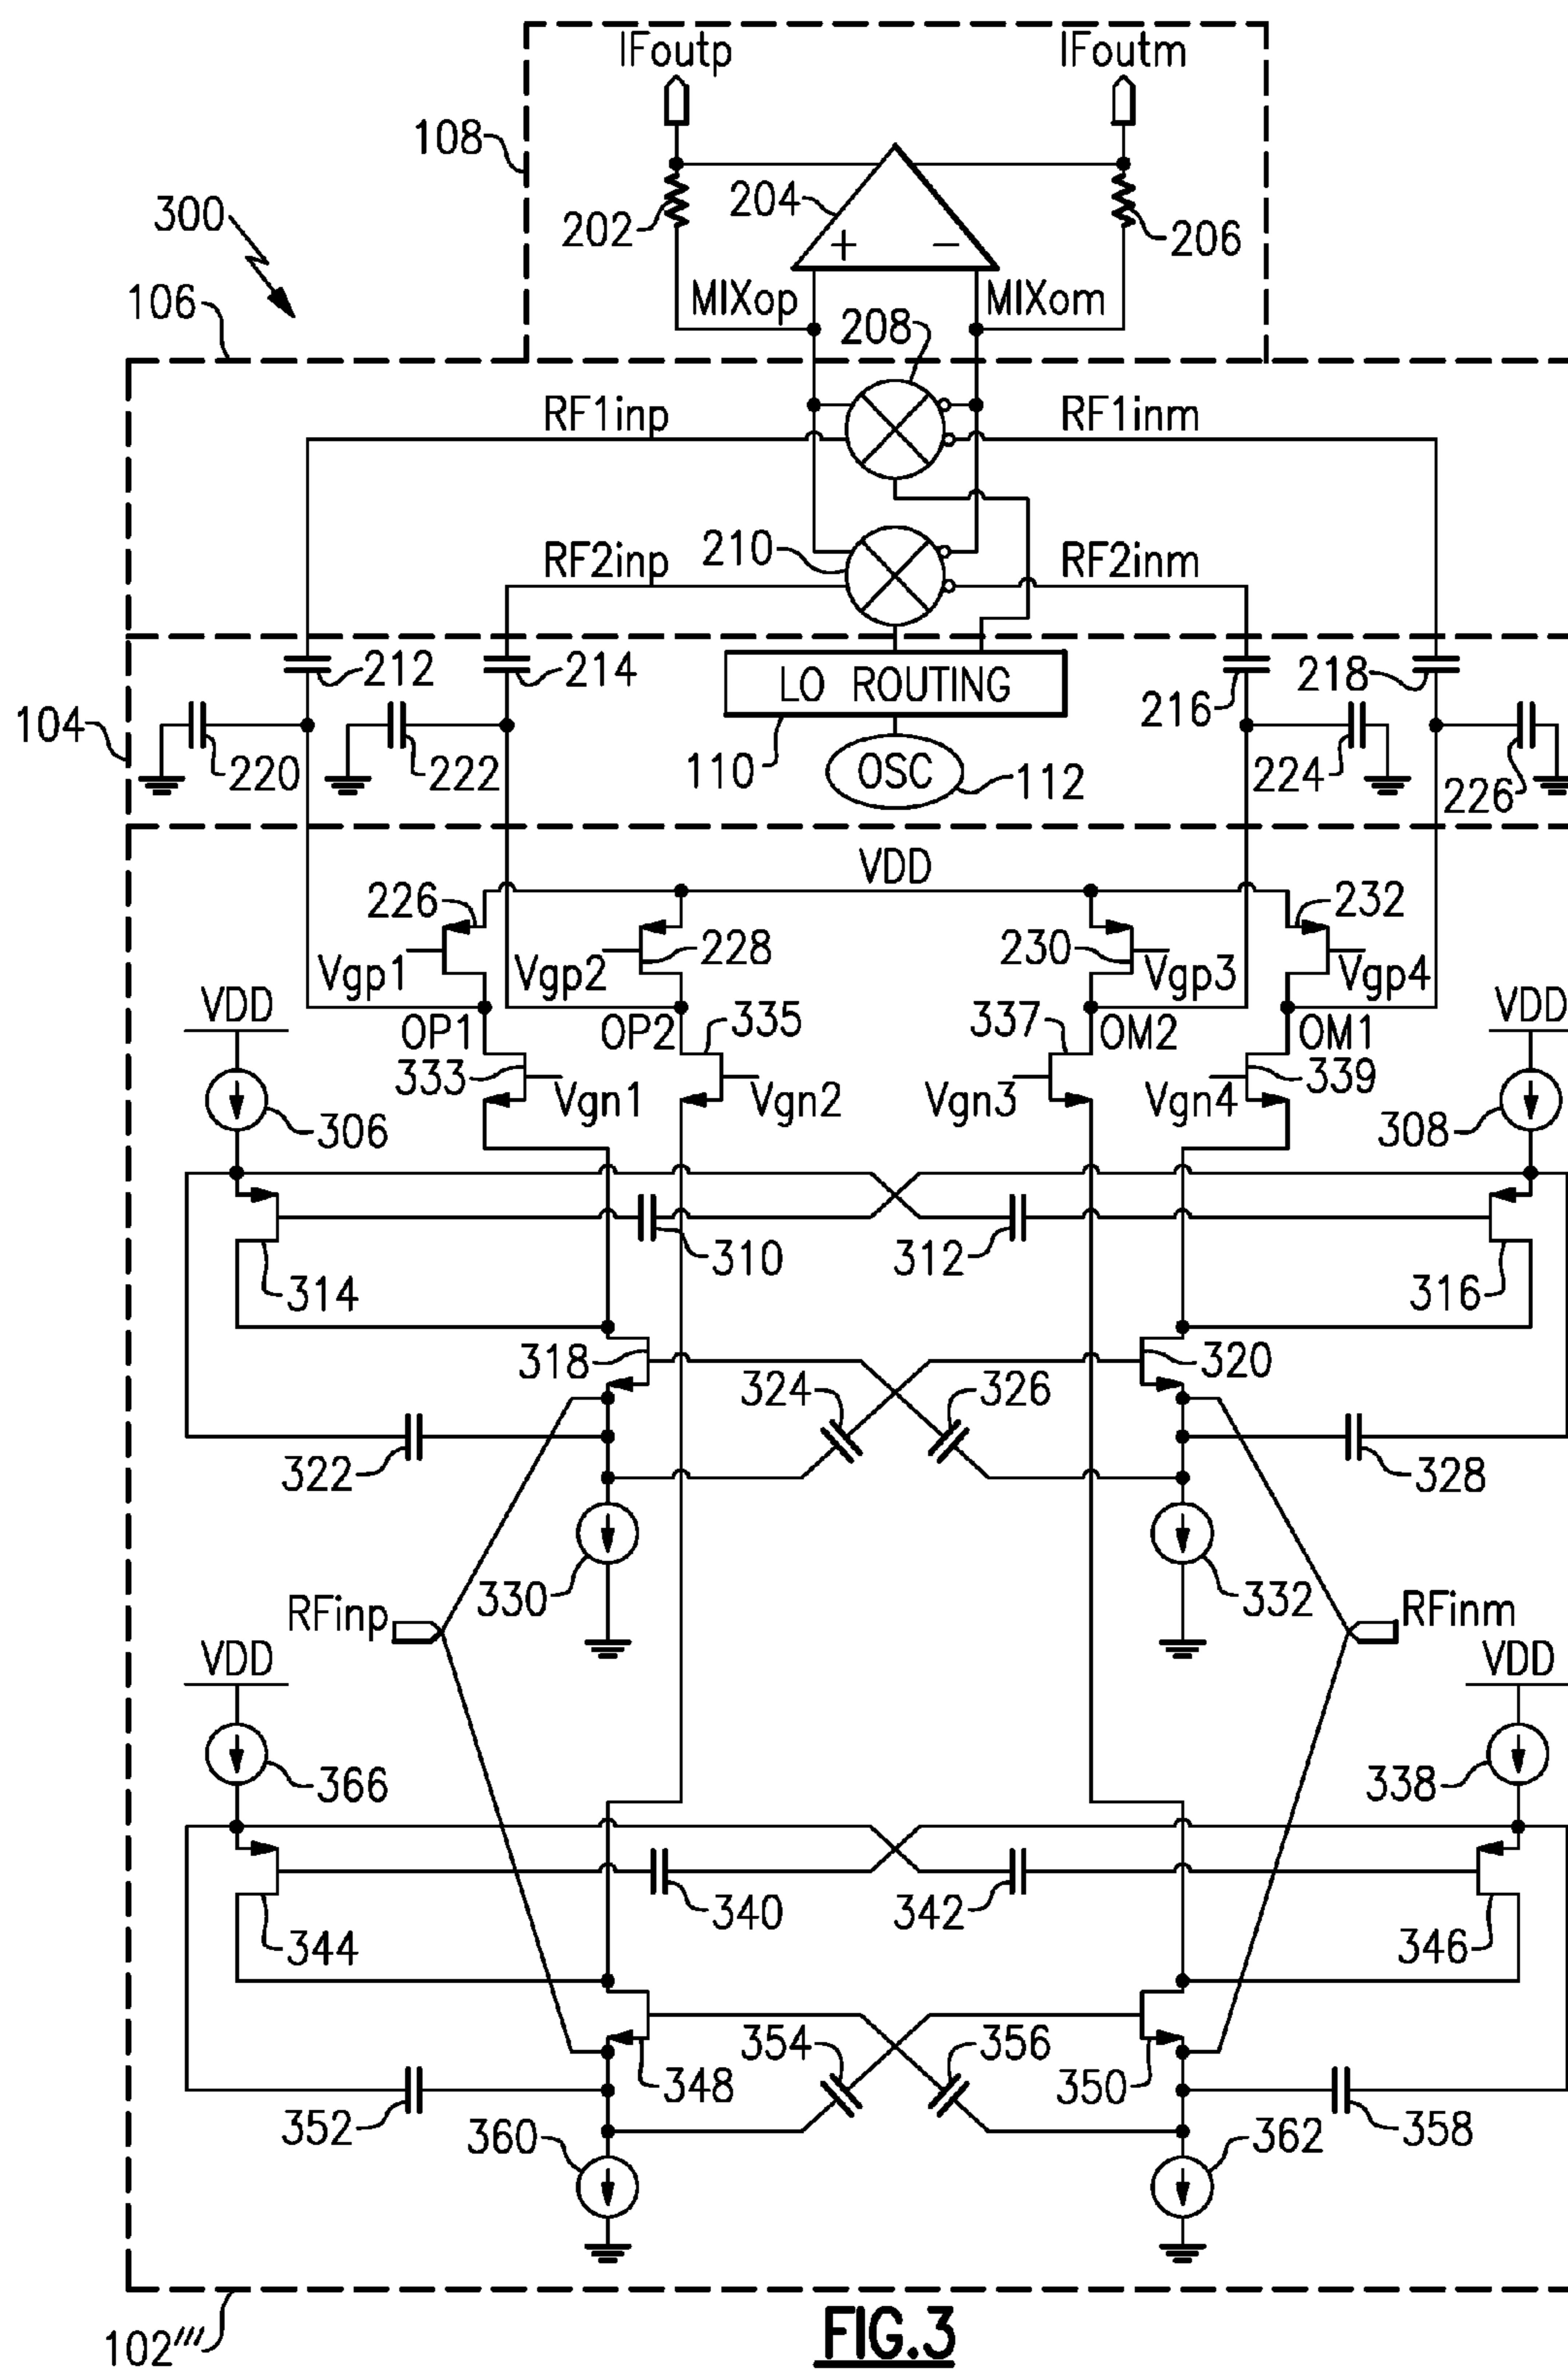 IFoutp IFoutm
108
204
202 + − 206
300
MIXop MIXom
106
208
RF1inp RF1inm
210
RF2inp RF2inm
212 214 LO ROUTING 216 218
104
220 222 110 OSC 112 224 226
VDD
226 228 230 232
Vgp1 Vgp2 Vgp3 Vgp4
VDD VDD
OP1 OP2 335 337 OM2 OM1
333 339
Vgn1 Vgn2 Vgn3 Vgn4
306 308
310 312
314 316
318 320
324 326
322 328
330 332
RFinp RFinm
VDD VDD
366 338
340 342
344 346
354 356
348 350
352 358
360 362
102'''
FIG.3